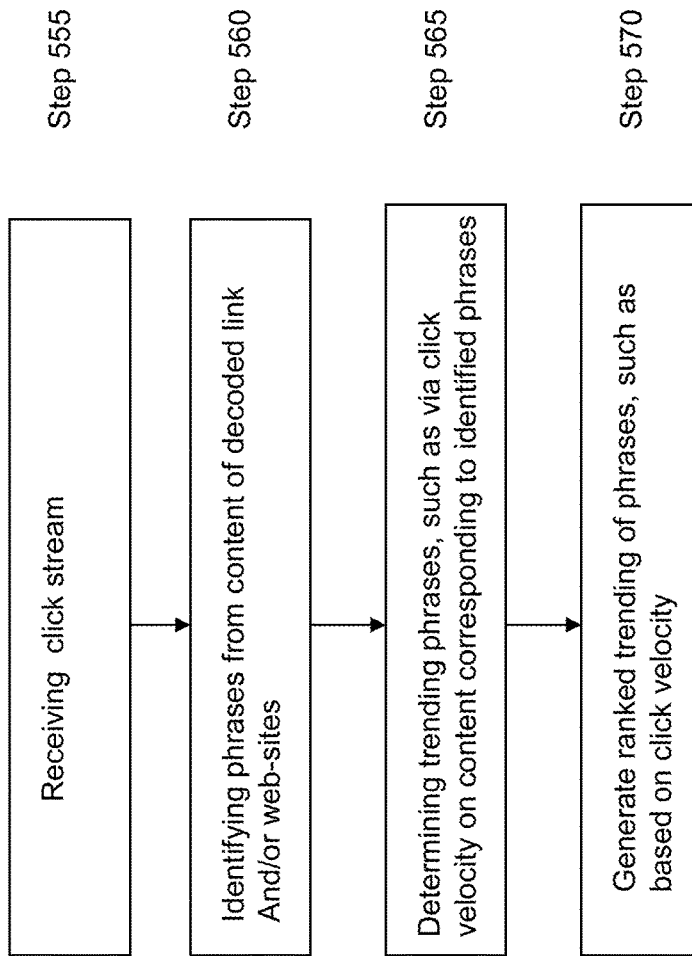 Receiving click stream
Step 555
Identifying phrases from content of decoded link
And/or web-sites
Step 560
Determining trending phrases, such as via click
velocity on content corresponding to identified phrases
Step 565
Generate ranked trending of phrases, such as
based on click velocity
Step 570